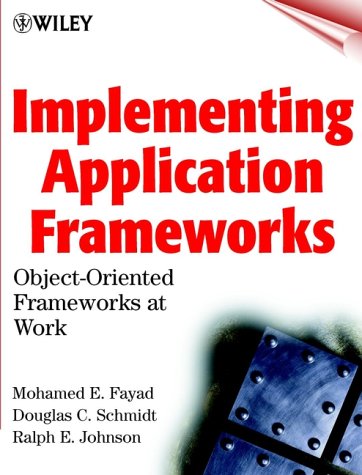 WILEY
Implementing
Application
Frameworks
Object-Oriented
Frameworks at
Work
Mohamed E. Fayad
Douglas C. Schmidt
Ralph E. Johnson